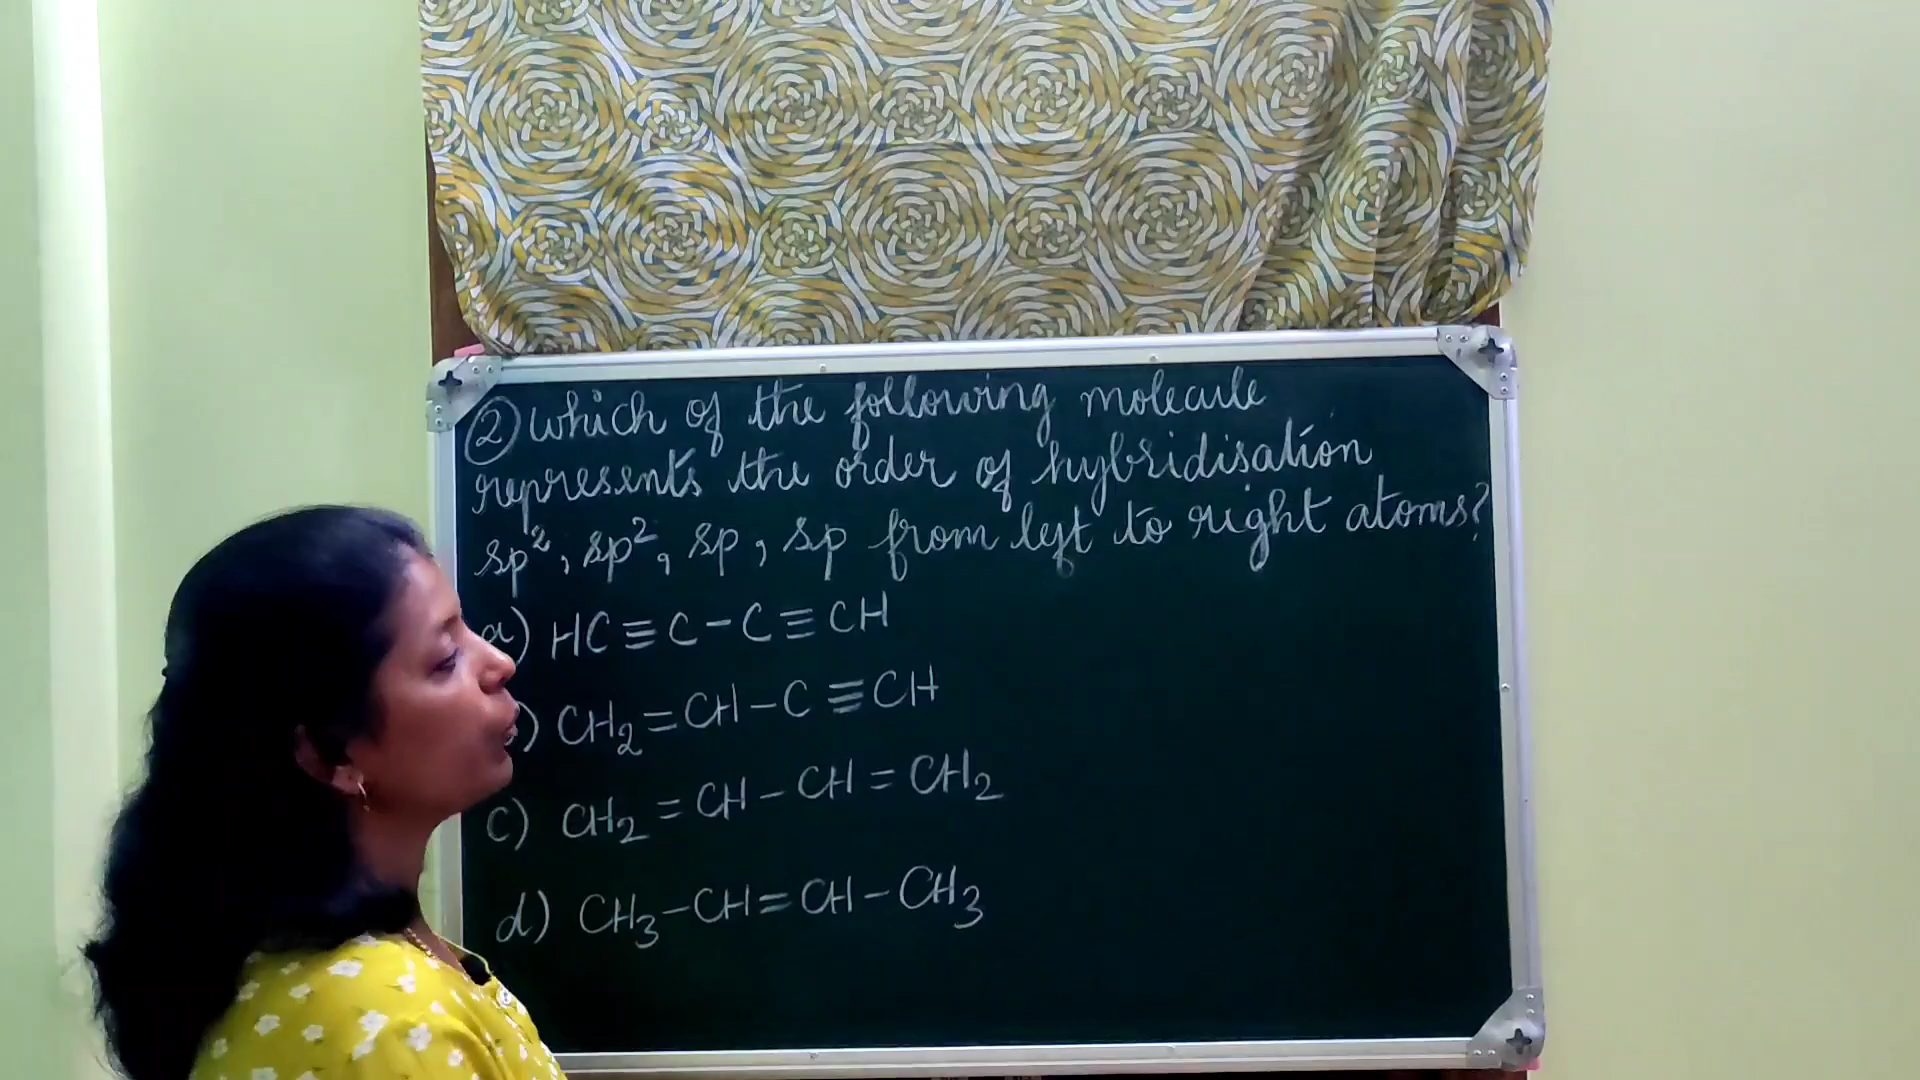 ② Which of the following molecule
represents the order of hybridisation
sp², sp², sp, sp from left to right atoms?
a) HC≡C−C≡CH
) CH₂=CH−C≡CH
c) CH₂=CH−CH=CH₂
d) CH₃−CH=CH−CH₃